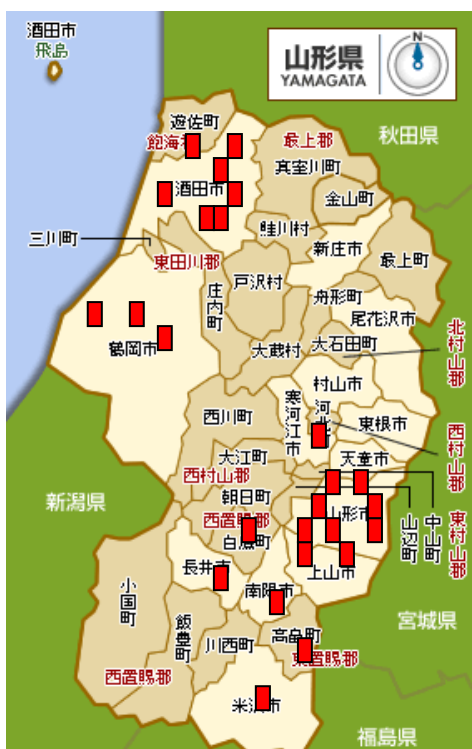 酒田市
飛島
山形県
YAMAGATA
N
秋田県
遊佐町
飽海
最上郡
真室川町
酒田市
金山町
三川町
鮭川村
新庄市
東田川郡
最上町
庄内町
戸沢村
舟形町
尾花沢市
鶴岡市
大蔵村
大石田町
北村山郡
村山市
西川町
寒河江市
河北
東根市
西村山郡
大江町
天童市
西村山郡
朝日町
新潟県
山形市
山辺町
中山町
東村山郡
西置賜郡
白鷹町
長井市
上山市
小国町
南陽市
宮城県
飯豊町
川西町
高畠町
東置賜郡
西置賜郡
米沢市
福島県